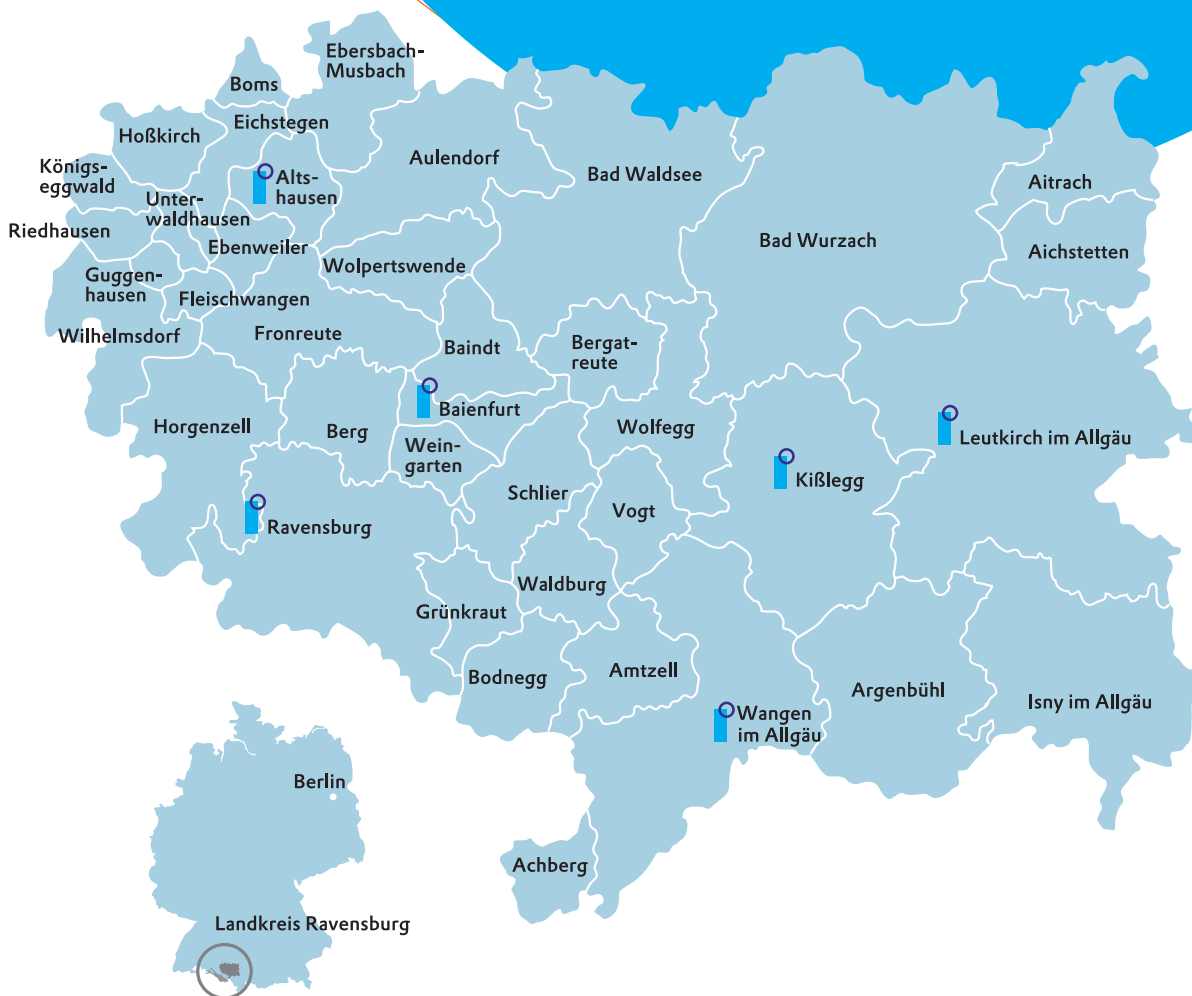 Ebersbach-
Musbach
Boms
Eichstegen
Hoßkirch
Königs-
eggwald
Alts-
hausen
Aulendorf
Bad Waldsee
Aitrach
Unter-
waldhausen
Riedhausen
Ebenweiler
Bad Wurzach
Aichstetten
Wolpertswende
Guggen-
hausen
Fleischwangen
Wilhelmsdorf
Fronreute
Baindt
Bergat-
reute
Baienfurt
Horgenzell
Berg
Wein-
garten
Wolfegg
Leutkirch im Allgäu
Kißlegg
Schlier
Vogt
Ravensburg
Waldburg
Grünkraut
Bodnegg
Amtzell
Argenbühl
Isny im Allgäu
Wangen
im Allgäu
Berlin
Achberg
Landkreis Ravensburg